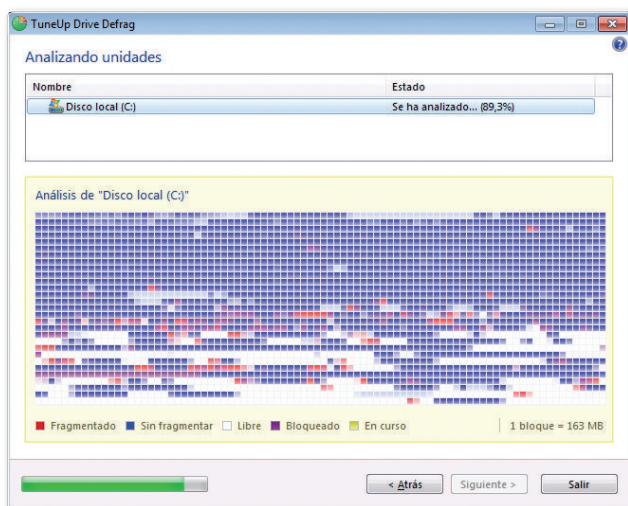 TuneUp Drive Defrag
?
Analizando unidades
Nombre Estado
Disco local (C:) Se ha analizado... (89,3%)
Análisis de "Disco local (C:)"
Fragmentado Sin fragmentar Libre Bloqueado En curso 1 bloque = 163 MB
< Atrás Siguiente > Salir